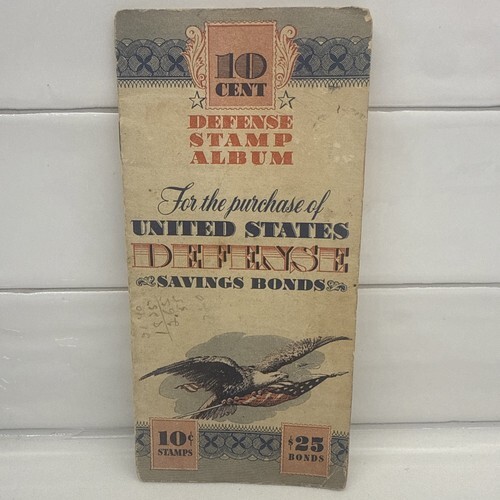 10
CENT
DEFENSE
STAMP
ALBUM
For the purchase of
UNITED STATES
DEFENSE
SAVINGS BONDS
10¢
STAMPS
$25
BONDS